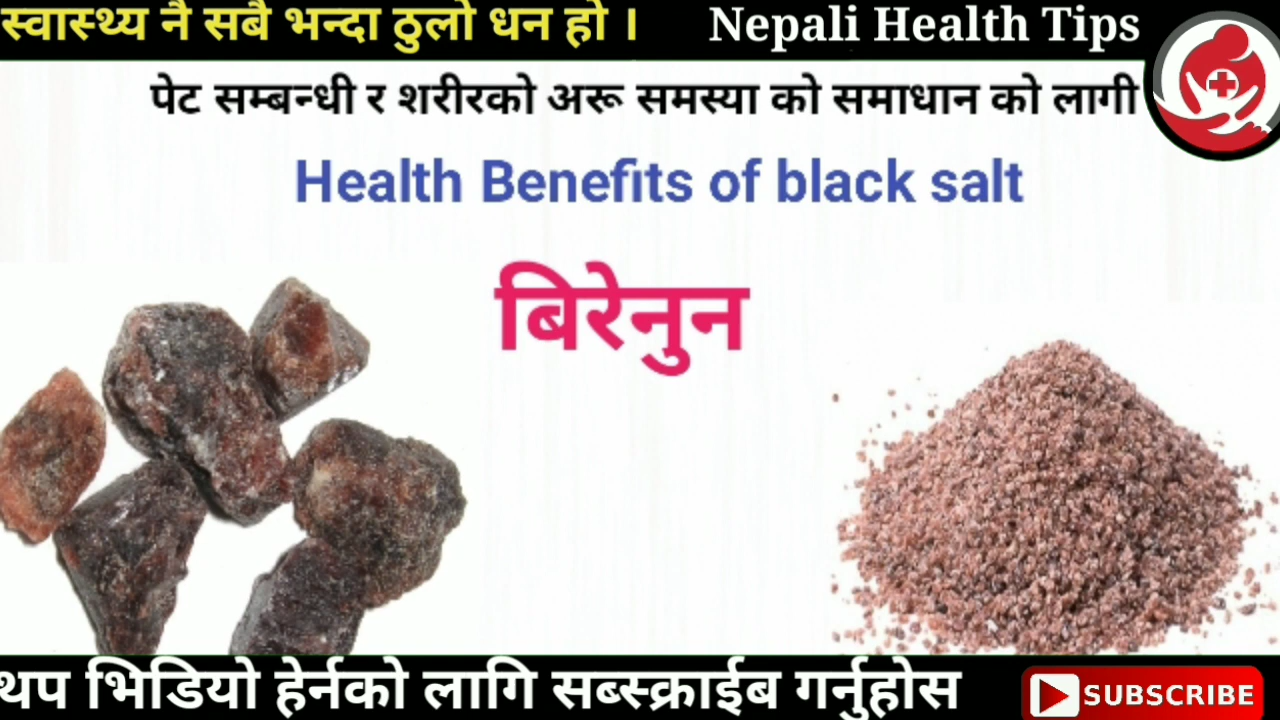 स्वास्थ्य नै सबै भन्दा ठुलो धन हो । Nepali Health Tips
पेट सम्बन्धी र शरीरको अरू समस्या को समाधान को लागी
Health Benefits of black salt
बिरेनुन
थप भिडियो हेर्नको लागि सब्स्क्राईब गर्नुहोस SUBSCRIBE